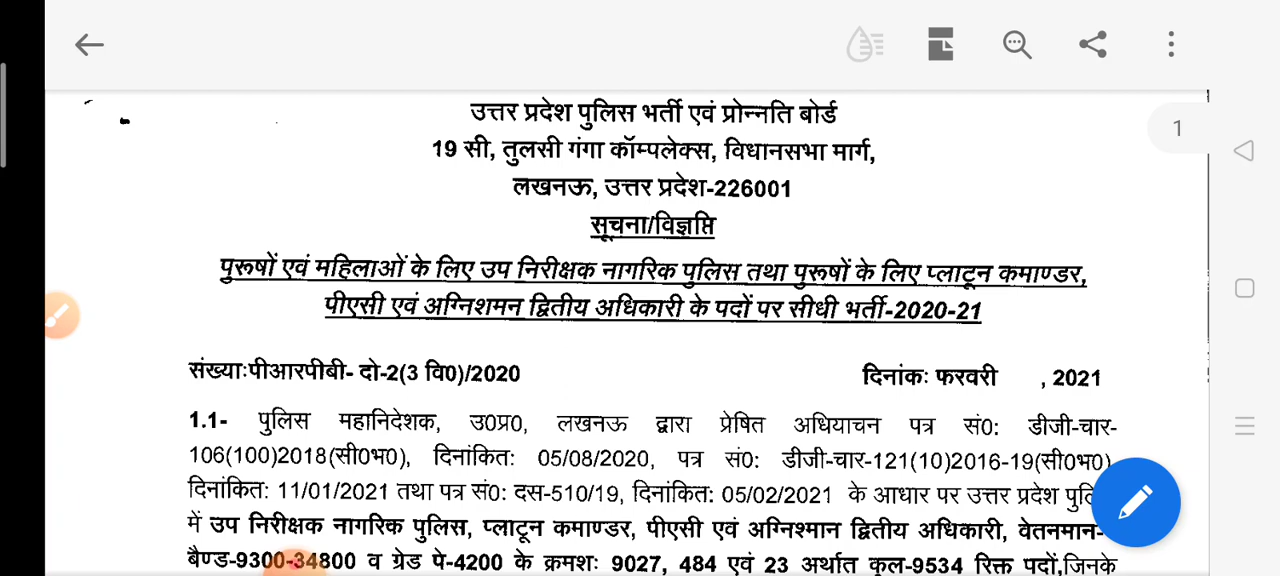 1
उत्तर प्रदेश पुलिस भर्ती एवं प्रोन्नति बोर्ड
19 सी, तुलसी गंगा कॉम्पलेक्स, विधानसभा मार्ग,
लखनऊ, उत्तर प्रदेश-226001
सूचना/विज्ञप्ति
पुरूषों एवं महिलाओं के लिए उप निरीक्षक नागरिक पुलिस तथा पुरूषों के लिए प्लाटून कमाण्डर,
पीएसी एवं अग्निशमन द्वितीय अधिकारी के पदों पर सीधी भर्ती-2020-21
संख्याःपीआरपीबी- दो-2(3 वि0)/2020 दिनांकः फरवरी , 2021
1.1- पुलिस महानिदेशक, उ0प्र0, लखनऊ द्वारा प्रेषित अधियाचन पत्र सं0: डीजी-चार-
106(100)2018(सी0भ0), दिनांकित: 05/08/2020, पत्र सं0: डीजी-चार-121(10)2016-19(सी0भ0)
दिनांकित: 11/01/2021 तथा पत्र सं0: दस-510/19, दिनांकित: 05/02/2021 के आधार पर उत्तर प्रदेश
में उप निरीक्षक नागरिक पुलिस, प्लाटून कमाण्डर, पीएसी एवं अग्निश्मान द्वितीय अधिकारी, वेतनमान-
बैण्ड-9300-34800 व ग्रेड पे-4200 के क्रमशः 9027, 484 एवं 23 अर्थात कुल-9534 रिक्त पदों,जिनके